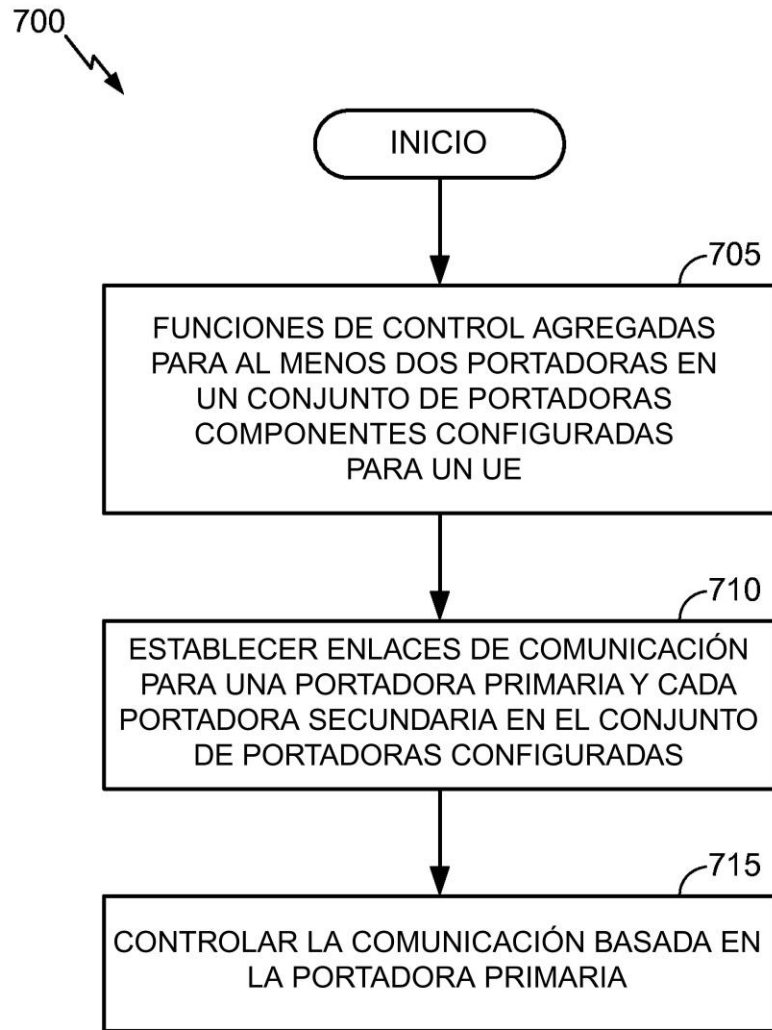 700
INICIO
705
FUNCIONES DE CONTROL AGREGADAS
PARA AL MENOS DOS PORTADORAS EN
UN CONJUNTO DE PORTADORAS
COMPONENTES CONFIGURADAS
PARA UN UE
710
ESTABLECER ENLACES DE COMUNICACIÓN
PARA UNA PORTADORA PRIMARIA Y CADA
PORTADORA SECUNDARIA EN EL CONJUNTO
DE PORTADORAS CONFIGURADAS
715
CONTROLAR LA COMUNICACIÓN BASADA EN
LA PORTADORA PRIMARIA